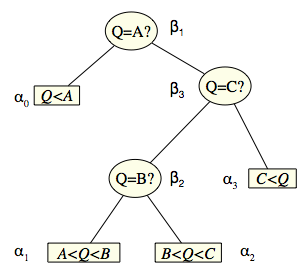 Q=A? β₁
Q=C? β₃
α₀ Q<A
Q=B? β₂
α₃ C<Q
α₁ A<Q<B
B<Q<C α₂